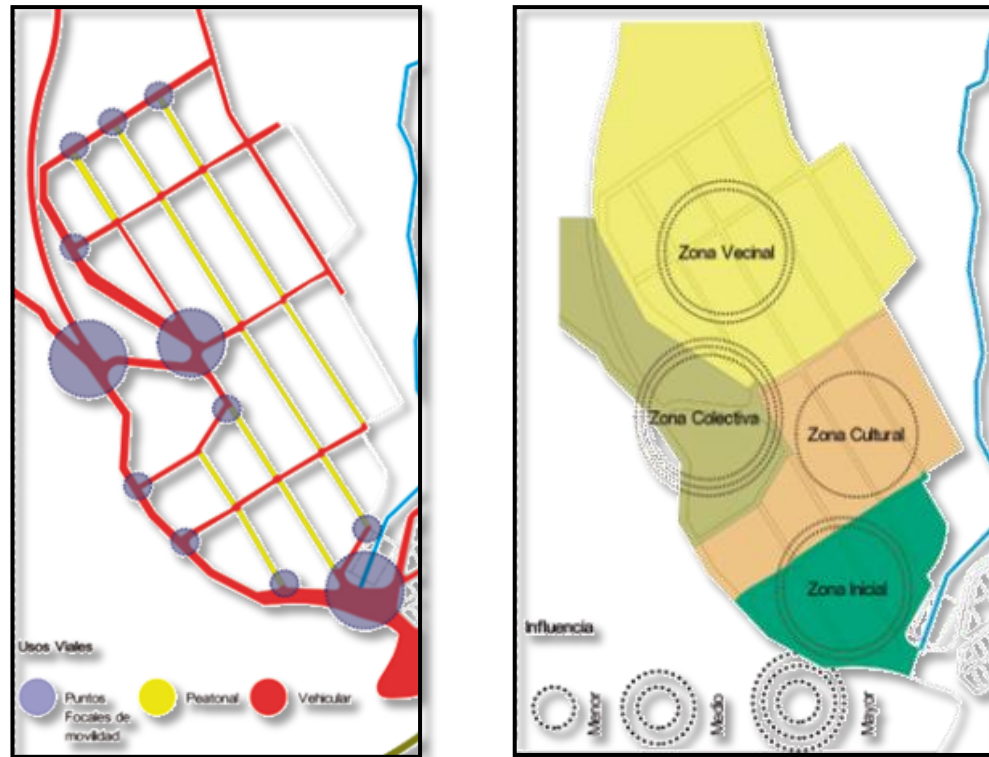 Usos Viales
Puntos
Focales de
movilidad
Peatonal
Vehicular
Zona Vecinal
Zona Colectiva
Zona Cultural
Zona Inicial
Influencia
Menor
Medio
Mayor